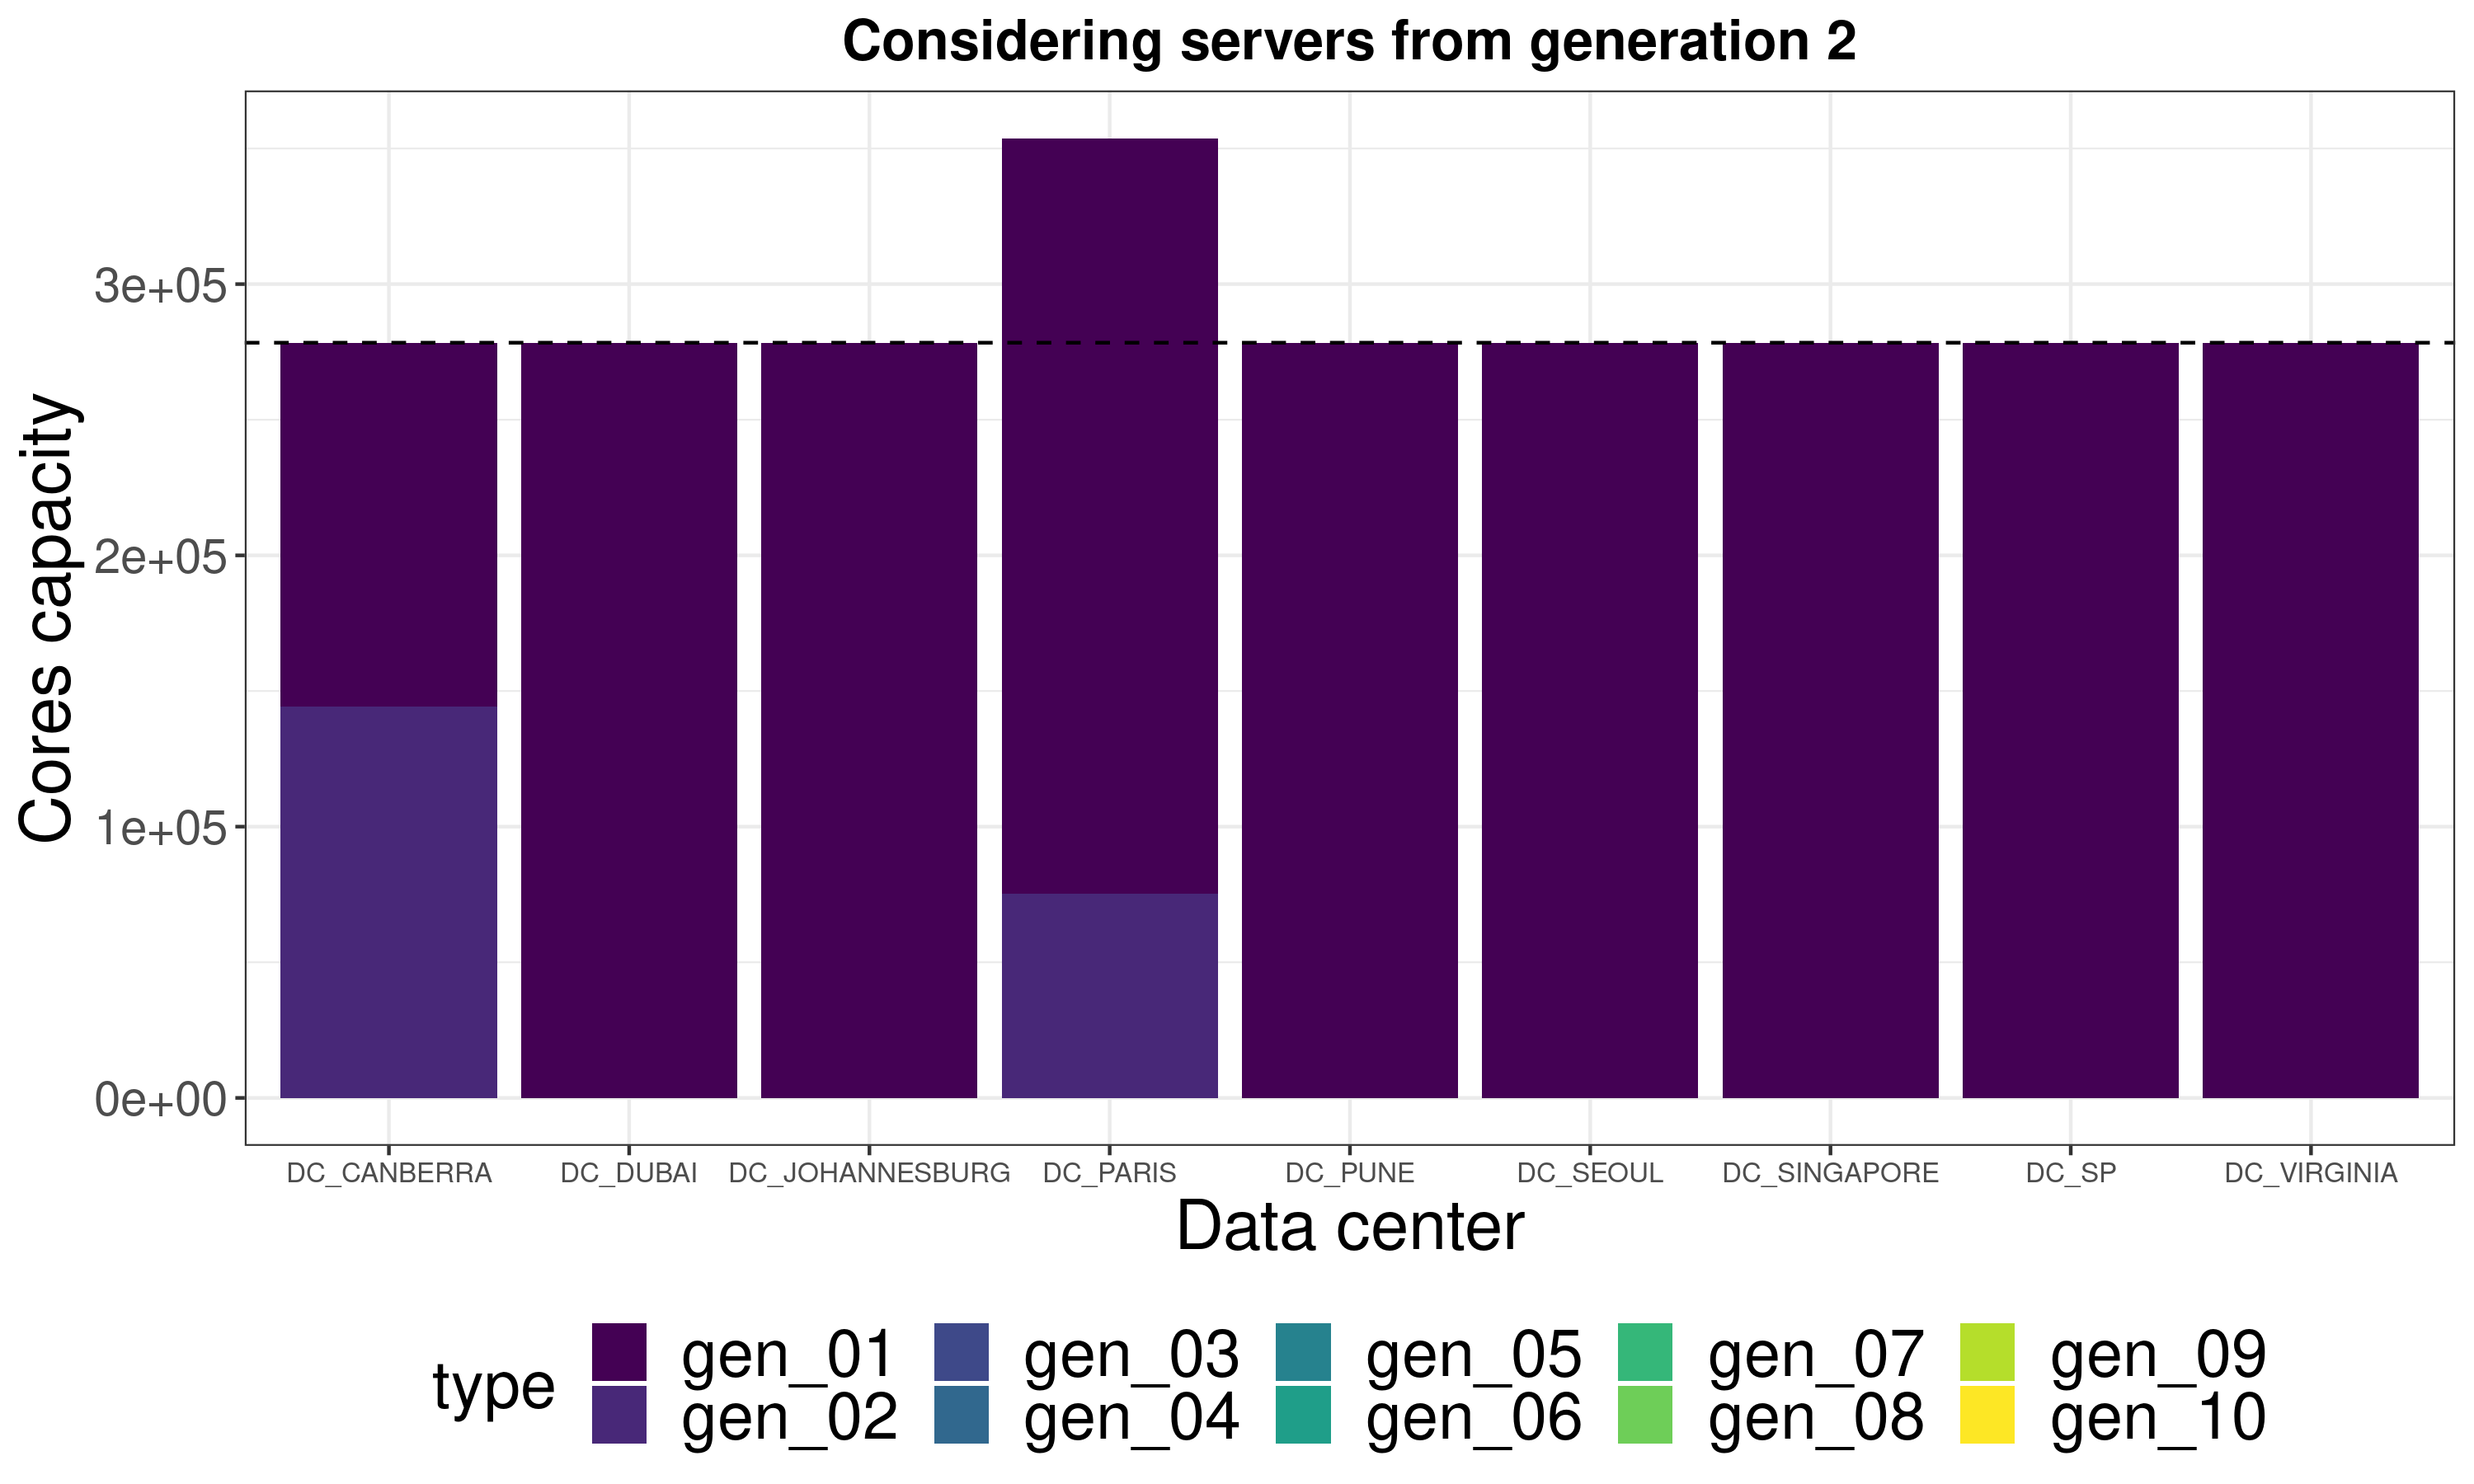 Considering servers from generation 2
Cores capacity
3e+05
2e+05
1e+05
0e+00
DC_CANBERRA DC_DUBAI DC_JOHANNESBURG DC_PARIS DC_PUNE DC_SEOUL DC_SINGAPORE DC_SP DC_VIRGINIA
Data center
type
gen_01 gen_03 gen_05 gen_07 gen_09
gen_02 gen_04 gen_06 gen_08 gen_10